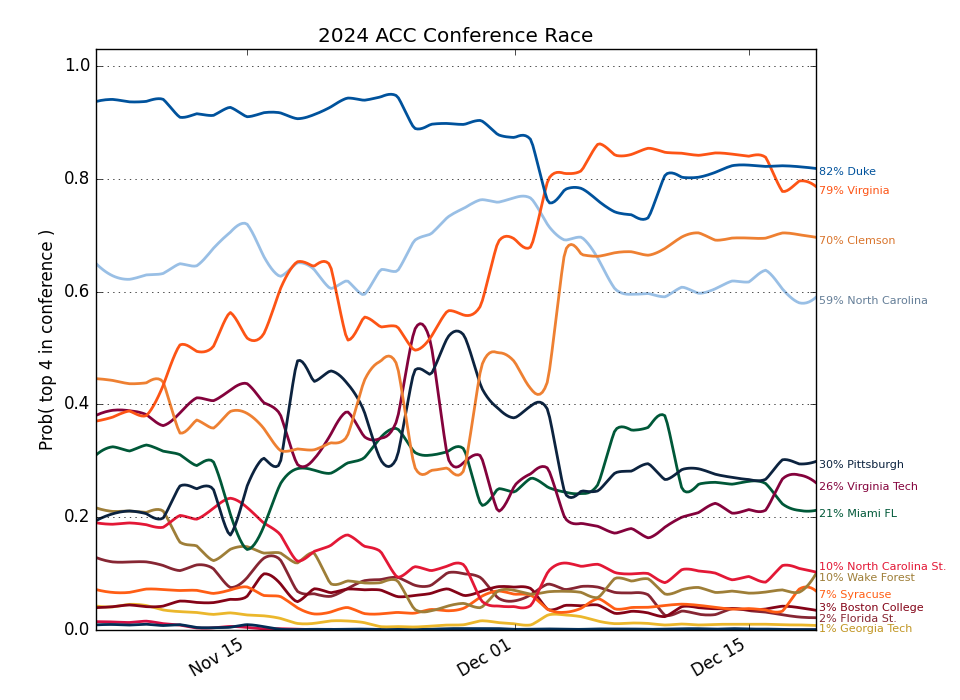 2024 ACC Conference Race
Prob( top 4 in conference )
1.0
0.8
0.6
0.4
0.2
0.0
Nov 15
Dec 01
Dec 15
82% Duke
79% Virginia
70% Clemson
59% North Carolina
30% Pittsburgh
26% Virginia Tech
21% Miami FL
10% North Carolina St.
10% Wake Forest
7% Syracuse
3% Boston College
2% Florida St.
1% Georgia Tech